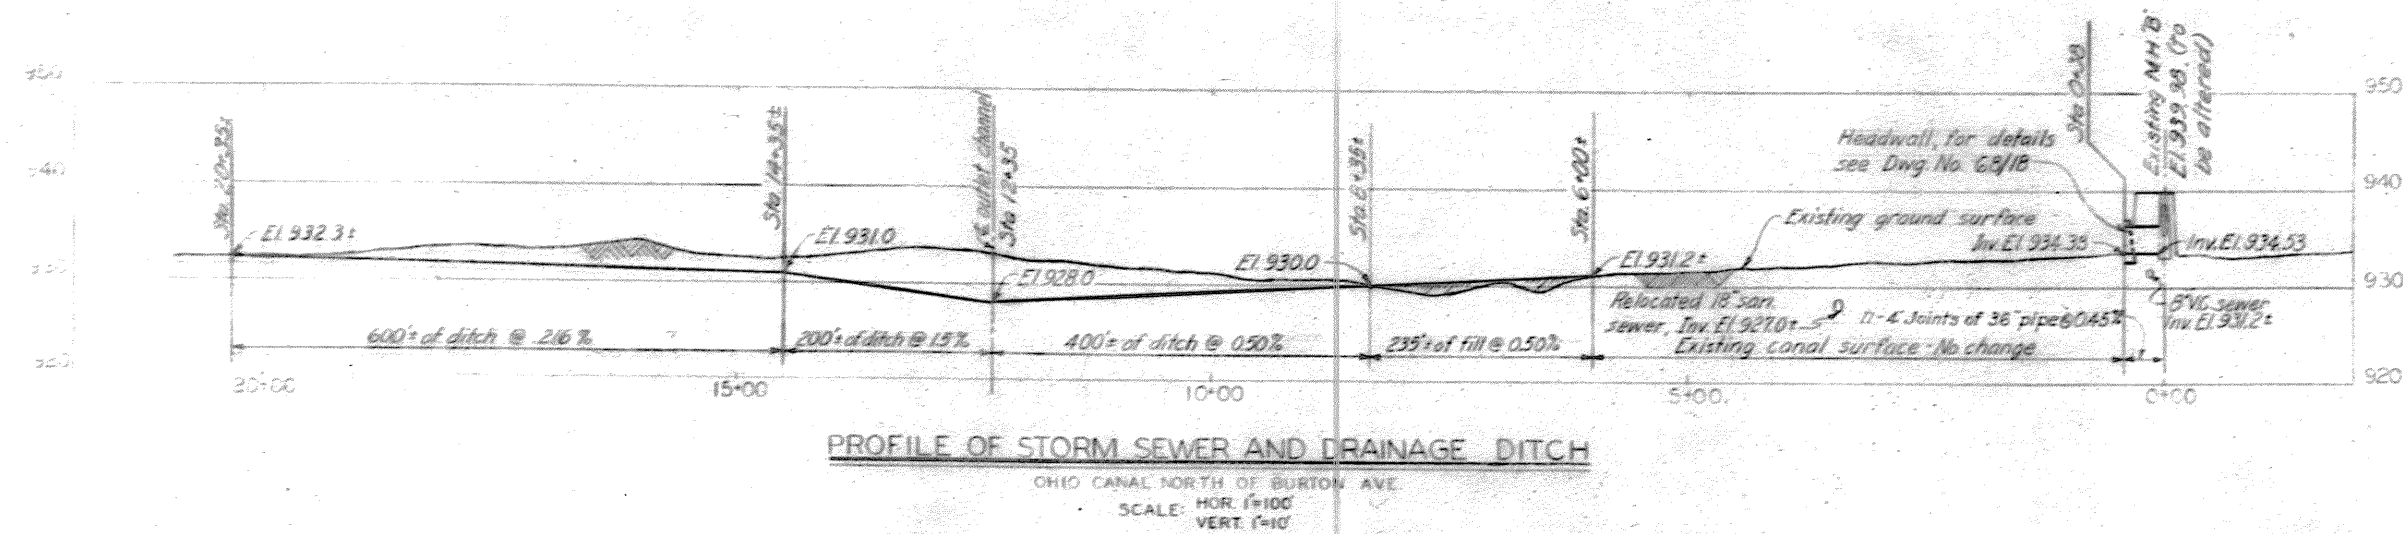 950
940
930
920
Sta. 20+35±
El. 932.3±
Sta. 14+35±
El. 931.0
℄ outlet channel
Sta. 12+35
El. 928.0
El. 930.0
Sta. 8+35±
Sta. 6+00±
El. 931.2±
Existing ground surface
Headwall, for details
see Dwg No. 68/18
Sta. 0+38
Existing MH 'B'
El. 939.98. (To
be altered)
Inv. El. 934.35
Inv. El. 934.53
8" V.C. sewer
Inv. El. 931.2±
Relocated 18" san.
sewer, Inv. El. 927.0±
11-4' Joints of 36" pipe @ 0.45%
600'± of ditch @ .216%
200'± of ditch @ 1.5%
400'± of ditch @ 0.50%
235'± of fill @ 0.50%
Existing canal surface - No change
950
940
930
920
20+00
15+00
10+00
5+00
0+00
PROFILE OF STORM SEWER AND DRAINAGE DITCH
OHIO CANAL NORTH OF BURTON AVE.
SCALE: HOR. 1"=100'
VERT. 1"=10'